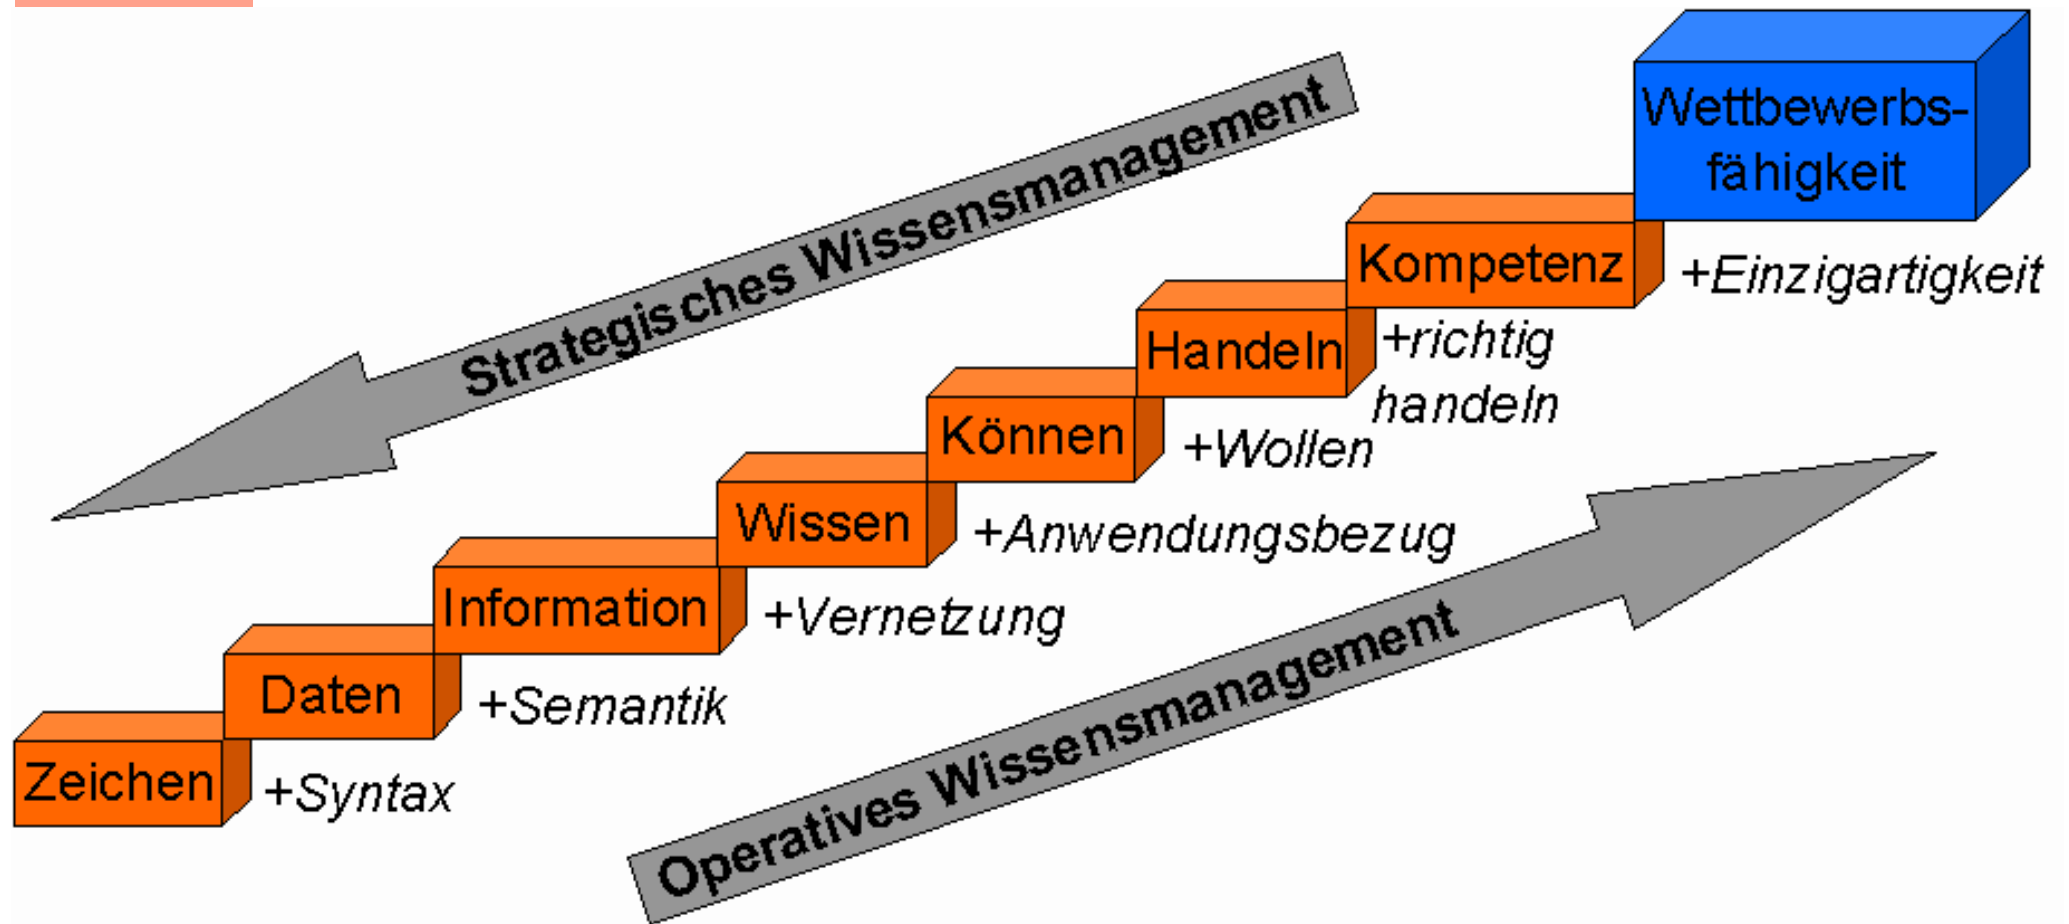 Strategisches Wissensmanagement
Wettbewerbs-
fähigkeit
Kompetenz
+Einzigartigkeit
Handeln
+richtig
handeln
Können
+Wollen
Wissen
+Anwendungsbezug
Information
+Vernetzung
Daten
+Semantik
Zeichen
+Syntax
Operatives Wissensmanagement